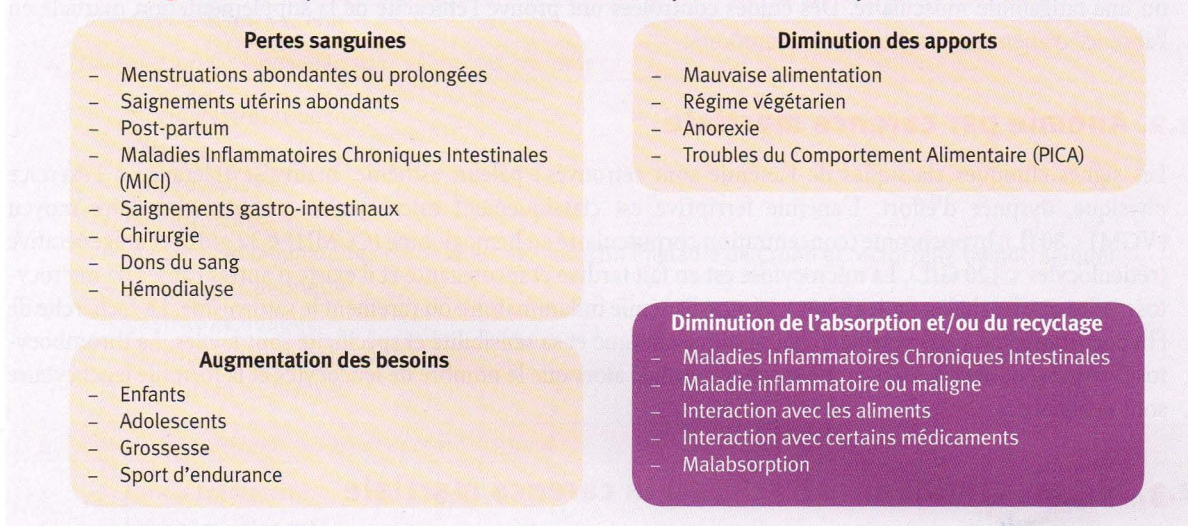 Pertes sanguines
– Menstruations abondantes ou prolongées
– Saignements utérins abondants
– Post-partum
– Maladies Inflammatoires Chroniques Intestinales
(MICI)
– Saignements gastro-intestinaux
– Chirurgie
– Dons du sang
– Hémodialyse
Augmentation des besoins
– Enfants
– Adolescents
– Grossesse
– Sport d’endurance
Diminution des apports
– Mauvaise alimentation
– Régime végétarien
– Anorexie
– Troubles du Comportement Alimentaire (PICA)
Diminution de l’absorption et/ou du recyclage
– Maladies Inflammatoires Chroniques Intestinales
– Maladie inflammatoire ou maligne
– Interaction avec les aliments
– Interaction avec certains médicaments
– Malabsorption